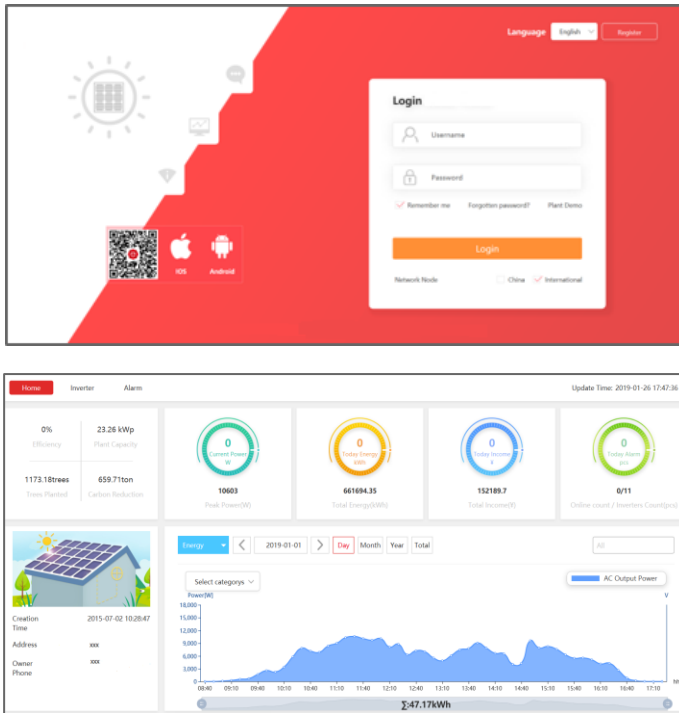 Language English Register
Login
Username
Password
Remember me Forgotten password? Plant Demo
Login
Network Node China International
IOS Android
Home Inverter Alarm Update Time: 2019-01-26 17:47:36
0% 23.26 kWp
Efficiency Plant Capacity
1173.18trees 659.71ton
Trees Planted Carbon Reduction
0
Current Power
W
10603
Peak Power(W)
0
Today Energy
kWh
661694.35
Total Energy(kWh)
0
Today Income
¥
152189.7
Total Income(¥)
0
Today Alarm
pcs
0/11
Online count / Inverters Count(pcs)
Creation Time 2015-07-02 10:28:47
Address xxx
Owner Phone xxx
Energy 2019-01-01 Day Month Year Total All
Select categorys AC Output Power
Power(W) V
18,000
15,000
12,000
9,000
6,000
3,000
0
08:40 09:10 09:40 10:10 10:40 11:10 11:40 12:10 12:40 13:10 13:40 14:10 14:40 15:10 15:40 16:10 16:40 17:10
∑:47.17kWh